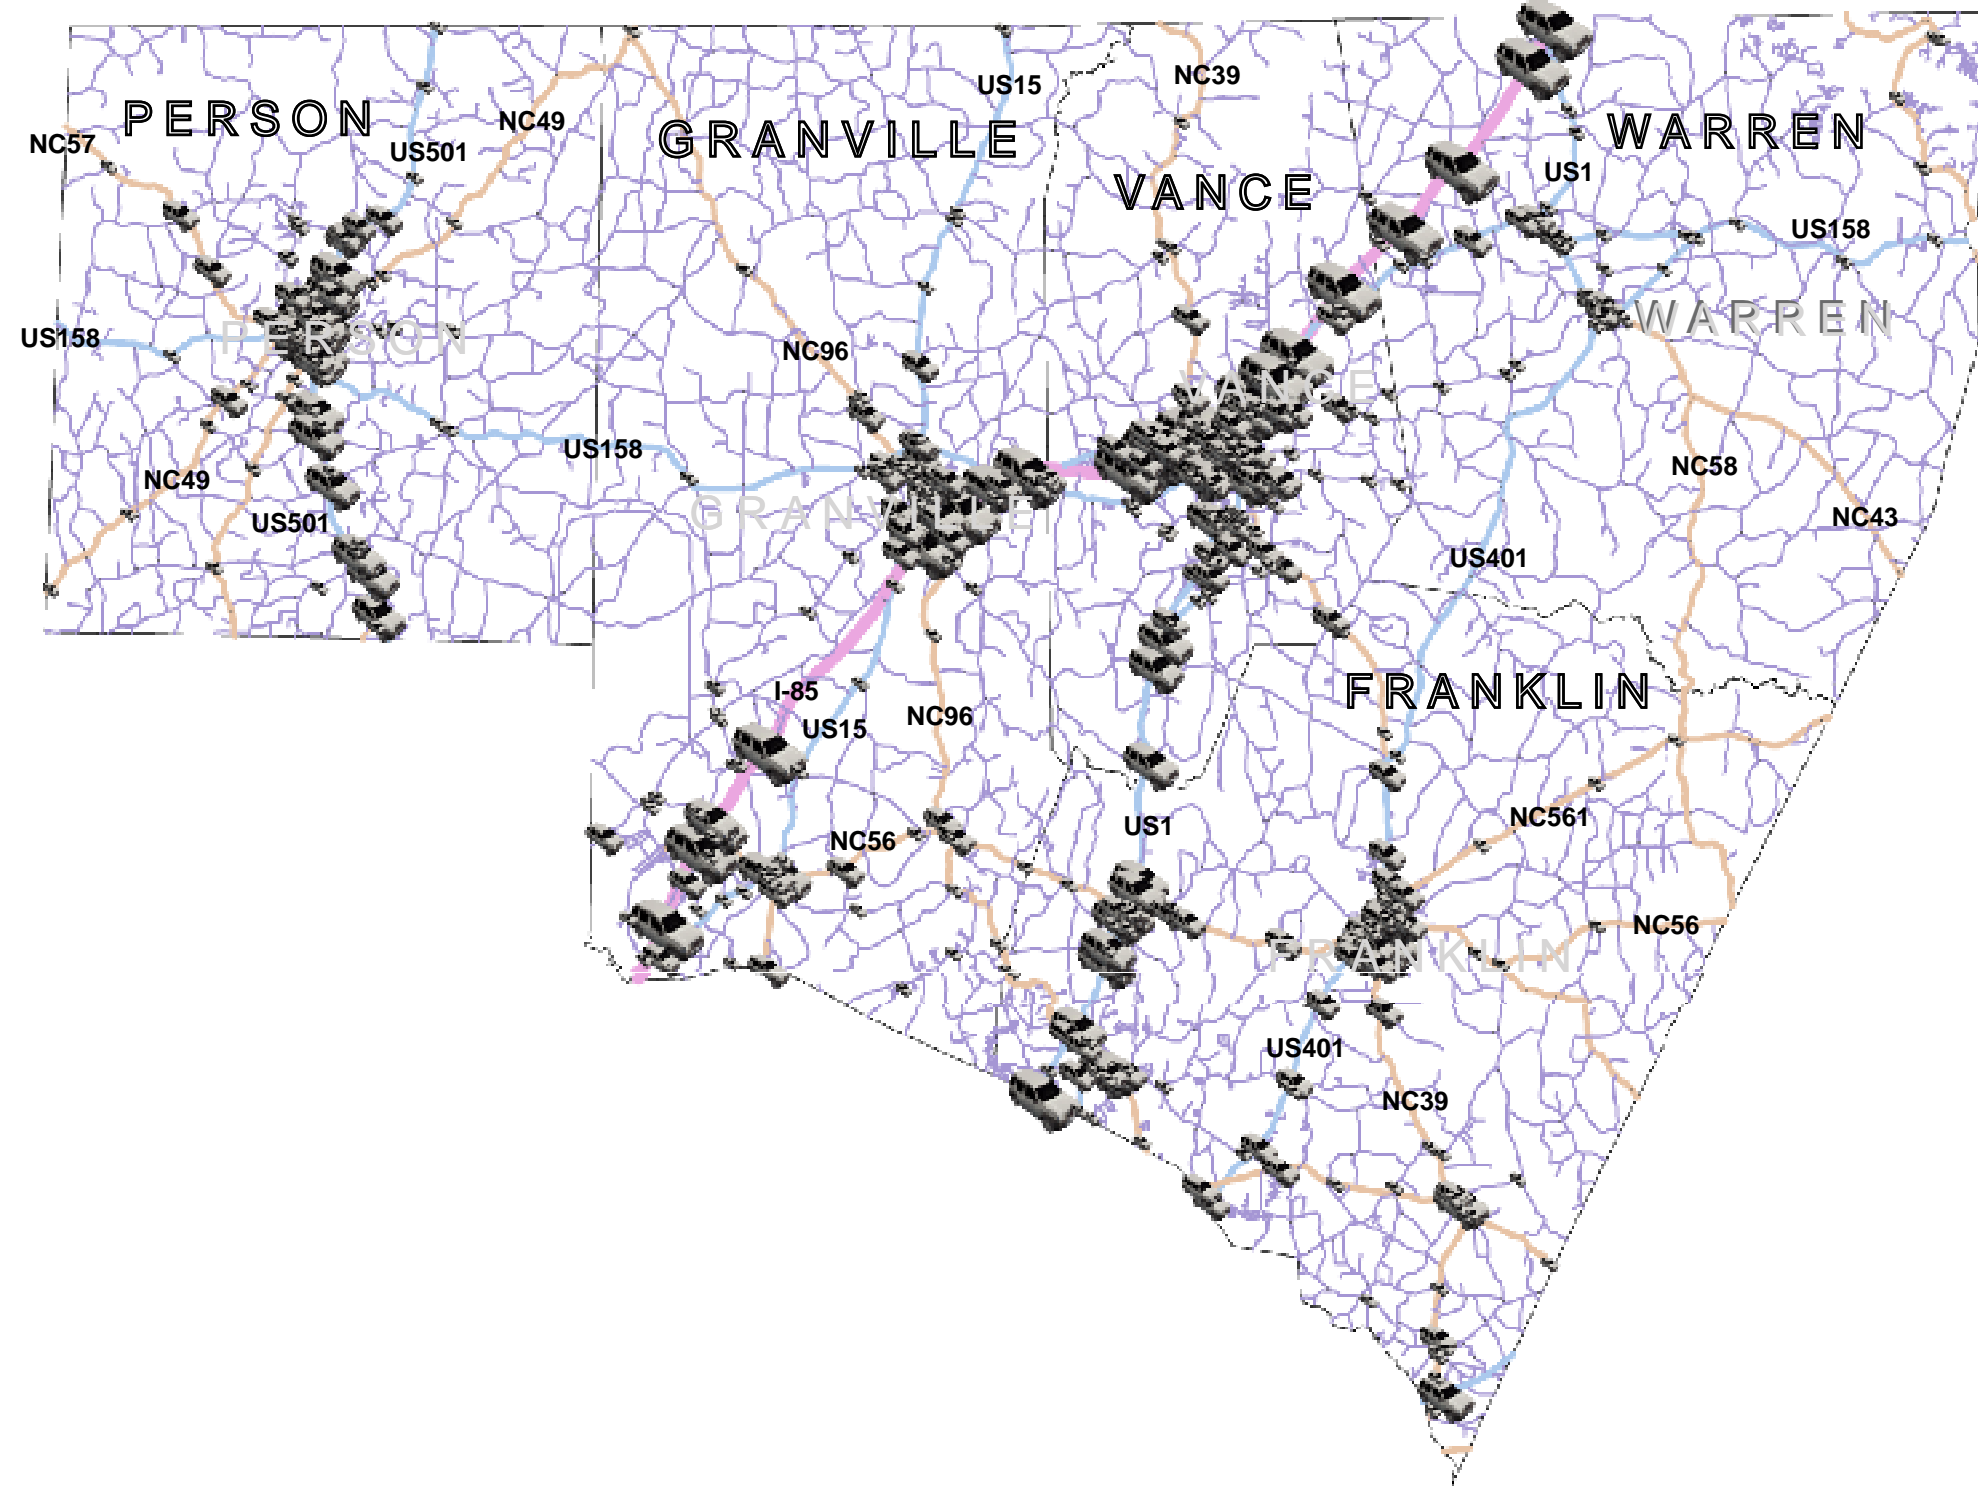 US15
NC39
PERSON
NC49
GRANVILLE
WARREN
NC57
US501
US1
VANCE
US158
WARREN
US158
PERSON
NC96
VANCE
US158
NC58
NC49
GRANVILLE
US501
NC43
US401
I-85
FRANKLIN
NC96
US15
NC561
US1
NC56
NC56
FRANKLIN
US401
NC39